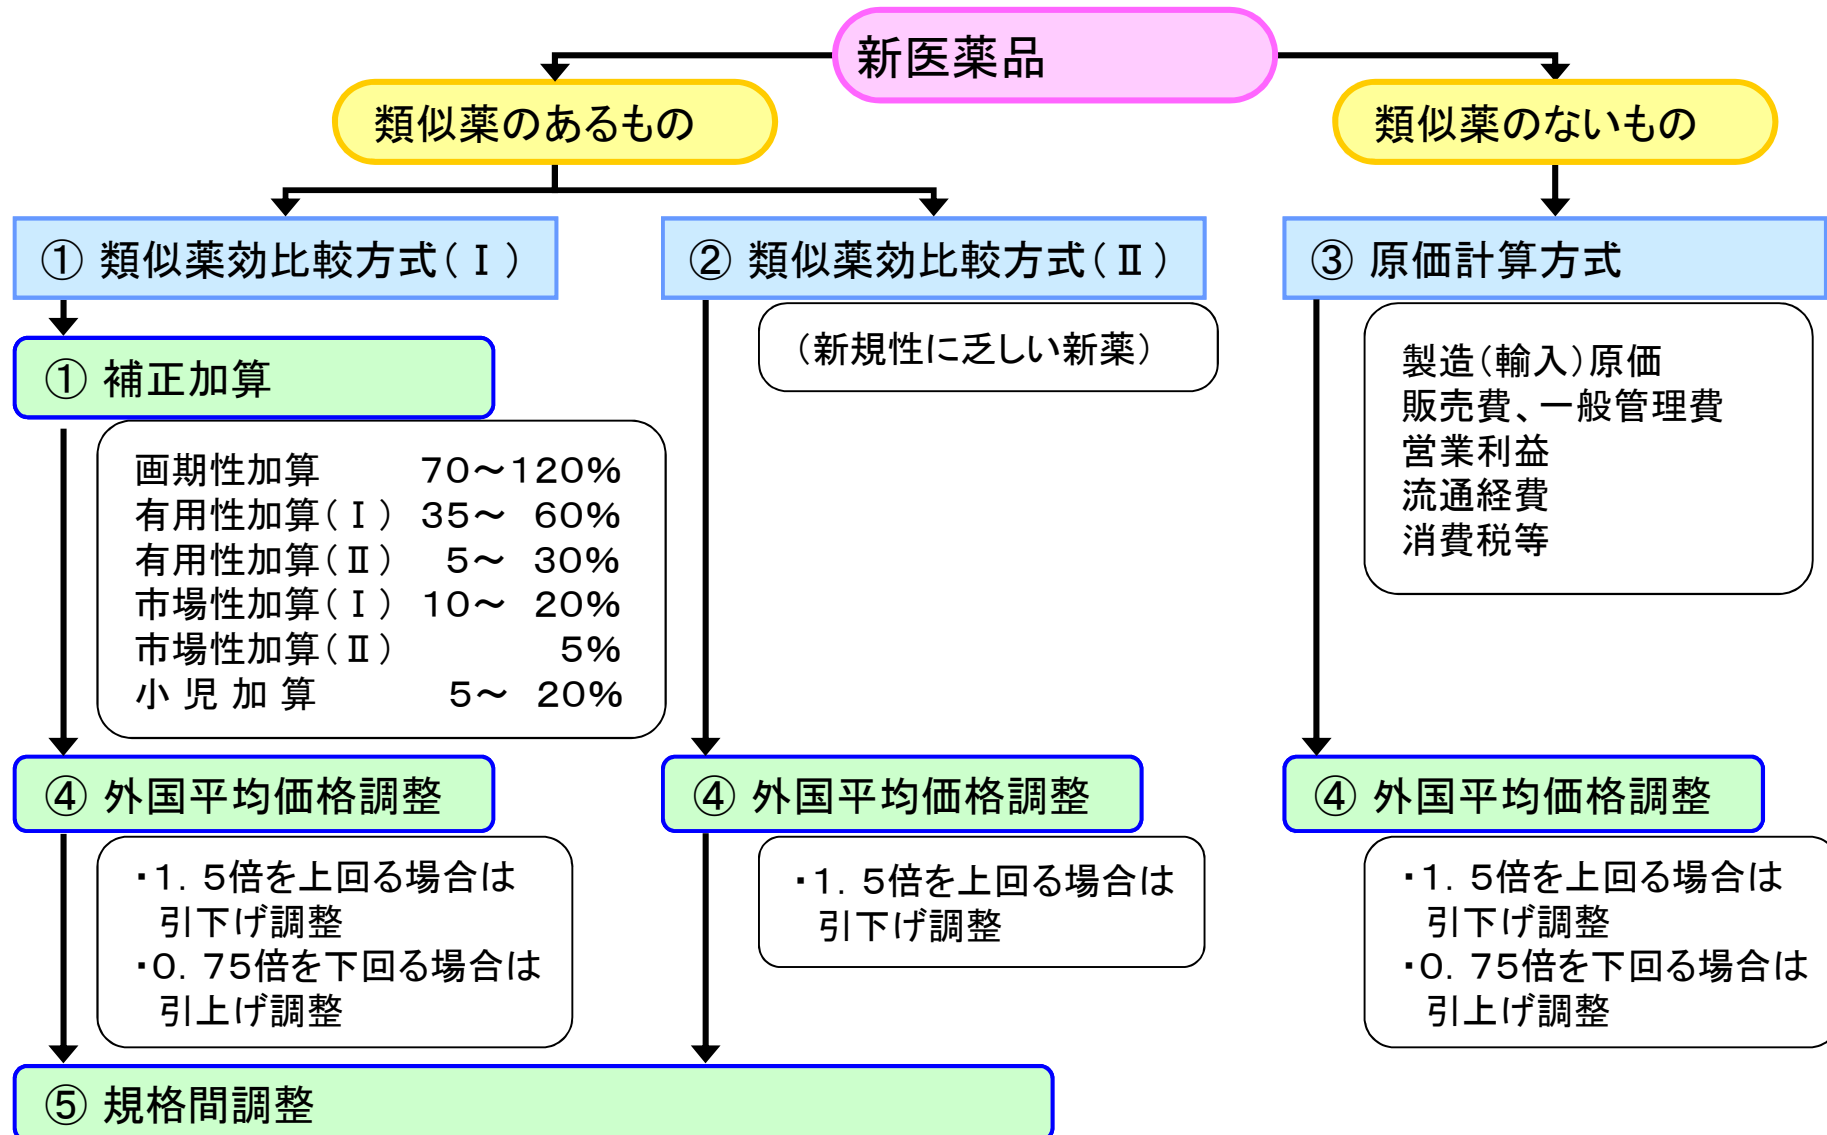 新医薬品
類似薬のあるもの
類似薬のないもの
① 類似薬効比較方式(Ⅰ)
② 類似薬効比較方式(Ⅱ)
③ 原価計算方式
(新規性に乏しい新薬)
製造(輸入)原価
販売費、一般管理費
営業利益
流通経費
消費税等
① 補正加算
画期性加算 70～120%
有用性加算(Ⅰ) 35～ 60%
有用性加算(Ⅱ) 5～ 30%
市場性加算(Ⅰ) 10～ 20%
市場性加算(Ⅱ) 5%
小 児 加 算 5～ 20%
④ 外国平均価格調整
・1．5倍を上回る場合は
引下げ調整
・0．75倍を下回る場合は
引上げ調整
④ 外国平均価格調整
・1．5倍を上回る場合は
引下げ調整
④ 外国平均価格調整
・1．5倍を上回る場合は
引下げ調整
・0．75倍を下回る場合は
引上げ調整
⑤ 規格間調整